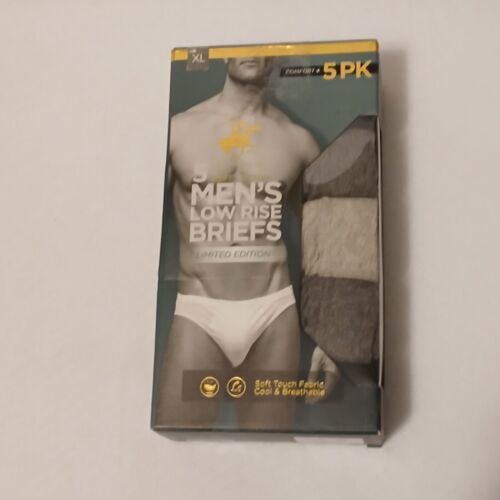 XL
COMFORT +
5PK
5
MEN'S
LOW RISE
BRIEFS
LIMITED EDITION
Soft Touch Fabric
Cool & Breathable